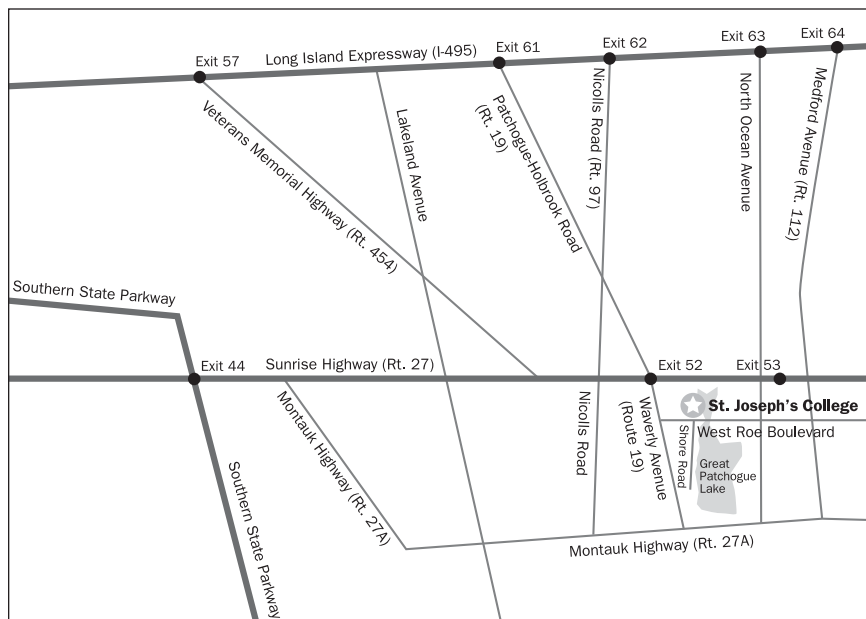 Exit 57
Long Island Expressway (I-495)
Exit 61
Exit 62
Exit 63
Exit 64
Veterans Memorial Highway (Rt. 454)
Lakeland Avenue
Patchogue-Holbrook Road
(Rt. 19)
Nicolls Road (Rt. 97)
North Ocean Avenue
Medford Avenue (Rt. 112)
Southern State Parkway
Exit 44
Sunrise Highway (Rt. 27)
Exit 52
Exit 53
Montauk Highway (Rt. 27A)
Nicolls Road
Waverly Avenue
(Route 19)
St. Joseph's College
West Roe Boulevard
Shore Road
Great
Patchogue
Lake
Southern State Parkway
Montauk Highway (Rt. 27A)